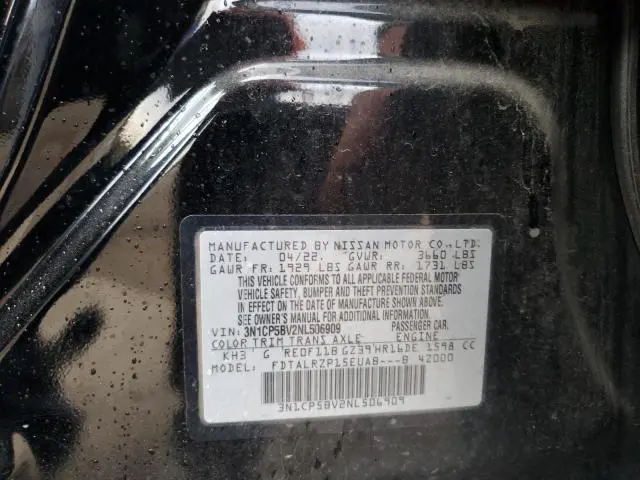 MANUFACTURED BY NISSAN MOTOR CO., LTD.
DATE: 04/22 GVWR: 3660 LBS
GAWR FR: 1929 LBS GAWR RR: 1731 LBS
THIS VEHICLE CONFORMS TO ALL APPLICABLE FEDERAL MOTOR
VEHICLE SAFETY, BUMPER AND THEFT PREVENTION STANDARDS
IN EFFECT ON THE DATE OF MANUFACTURE SHOWN ABOVE.
SEE OWNER'S MANUAL FOR ADDITIONAL INFORMATION
VIN: 3N1CP5BV2NL506909 PASSENGER CAR.
COLOR TRIM TRANS AXLE ENGINE
KH3 G RE0F11B GZ39 HR16DE 1598 CC
MODEL: FDTALRZP15EUAB---B 42000
3N1CP5BV2NL506909